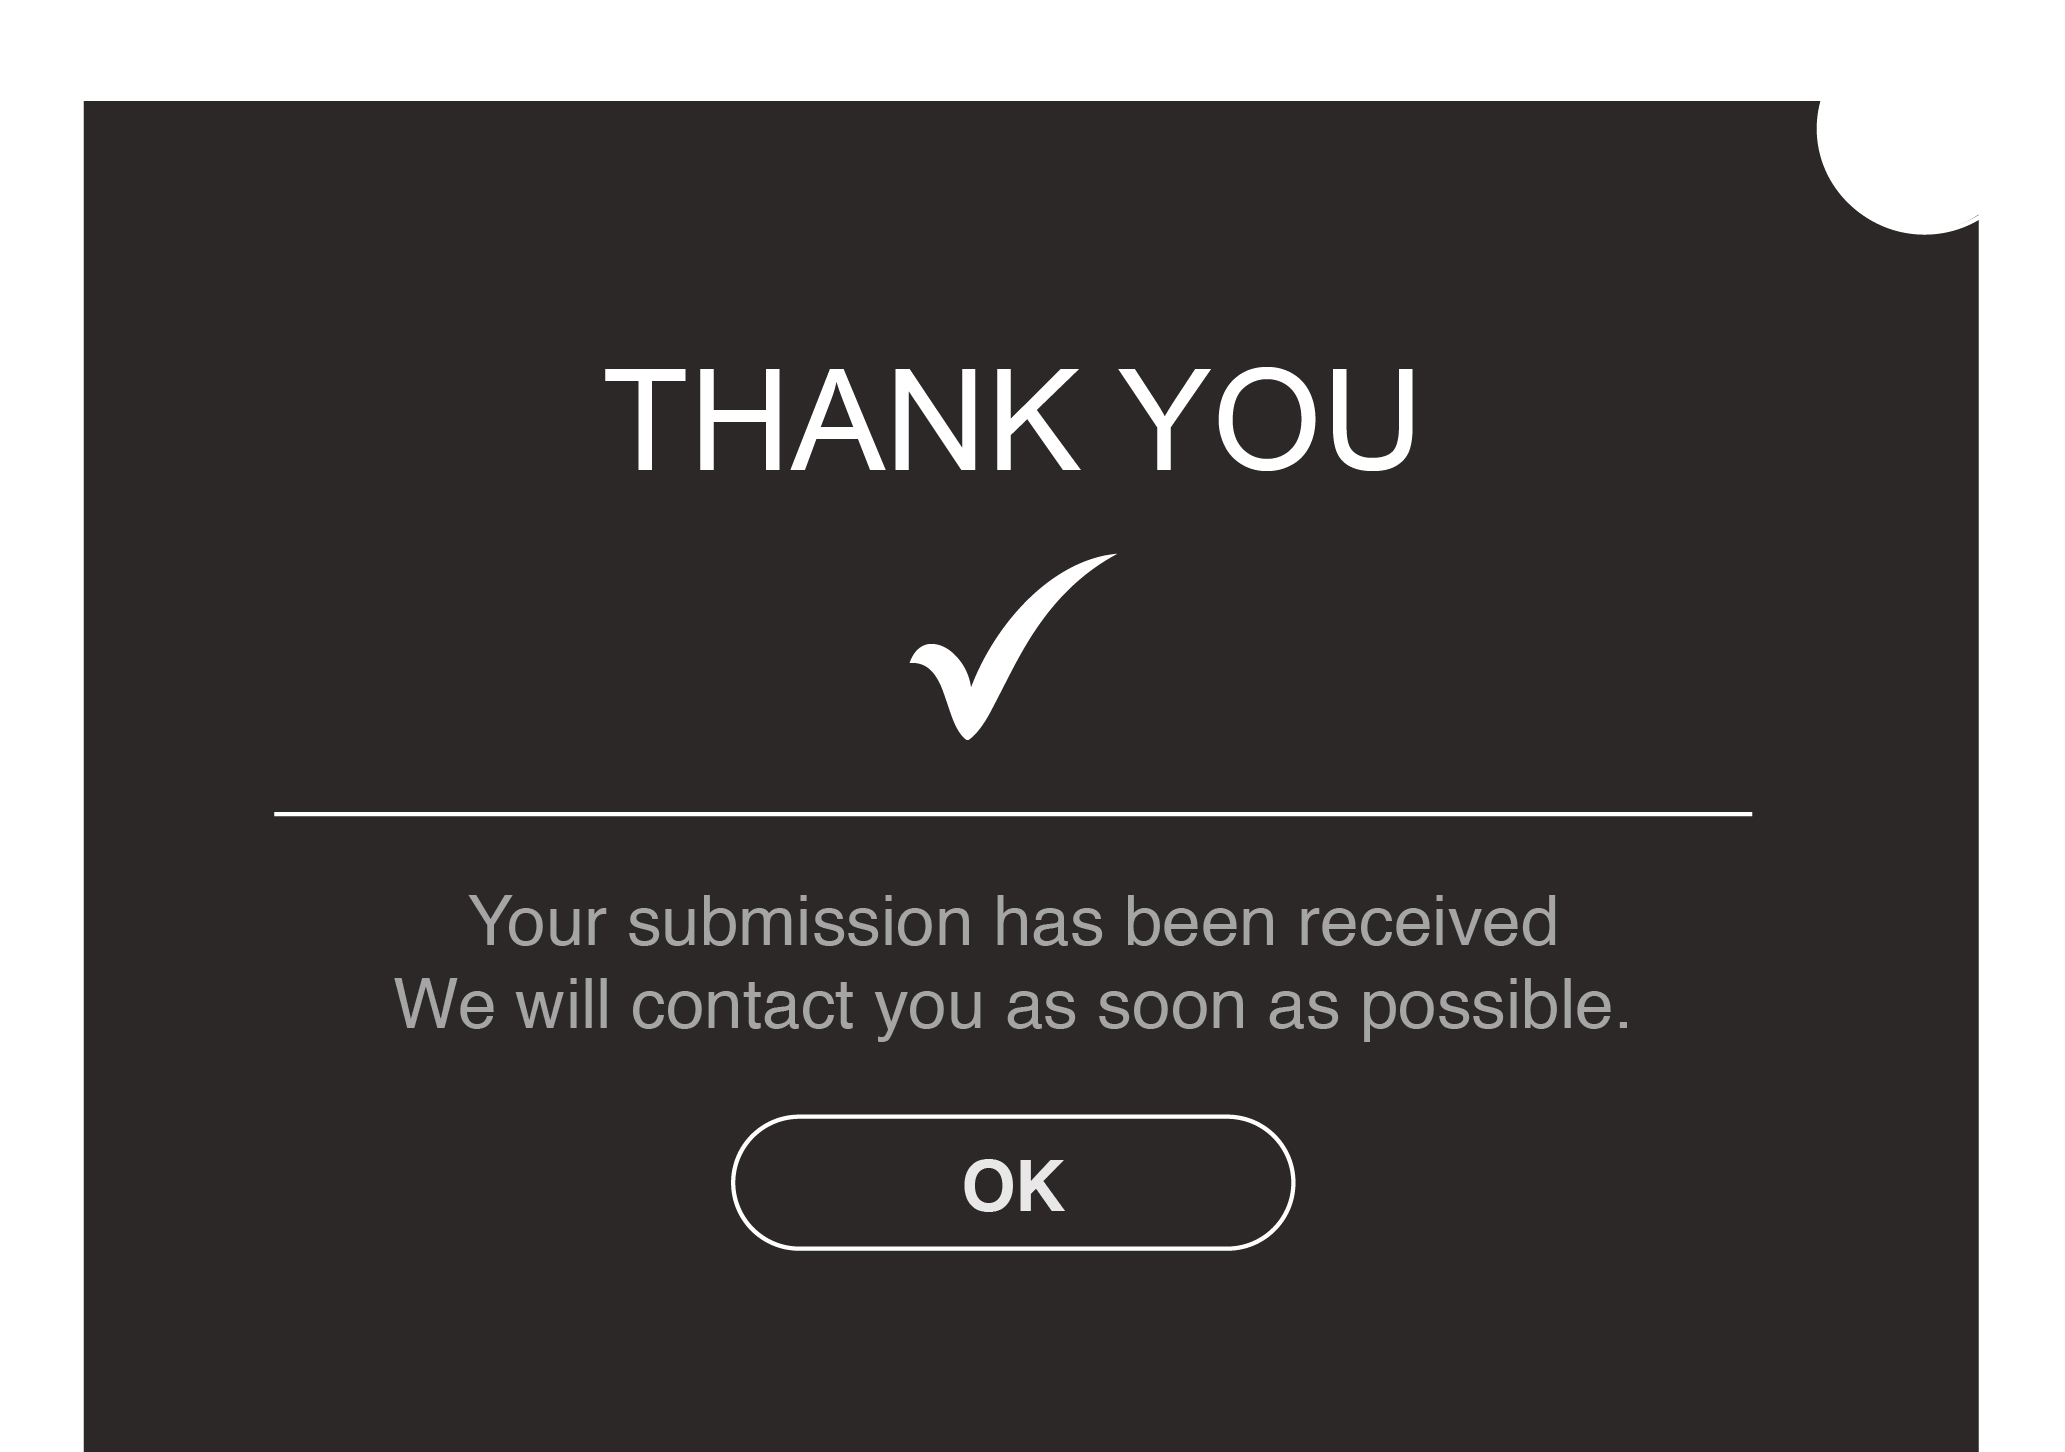 THANK YOU
Your submission has been received
We will contact you as soon as possible.
OK